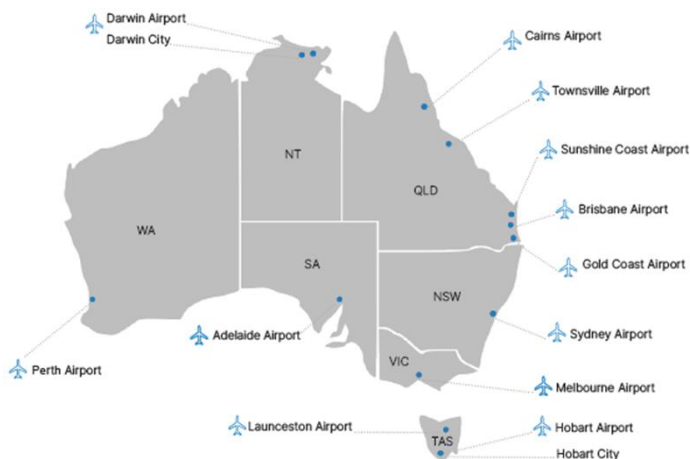 Darwin Airport
Darwin City
Cairns Airport
Townsville Airport
Sunshine Coast Airport
NT
QLD
Brisbane Airport
WA
SA
Gold Coast Airport
NSW
Adelaide Airport
Sydney Airport
VIC
Perth Airport
Melbourne Airport
Launceston Airport
Hobart Airport
TAS
Hobart City